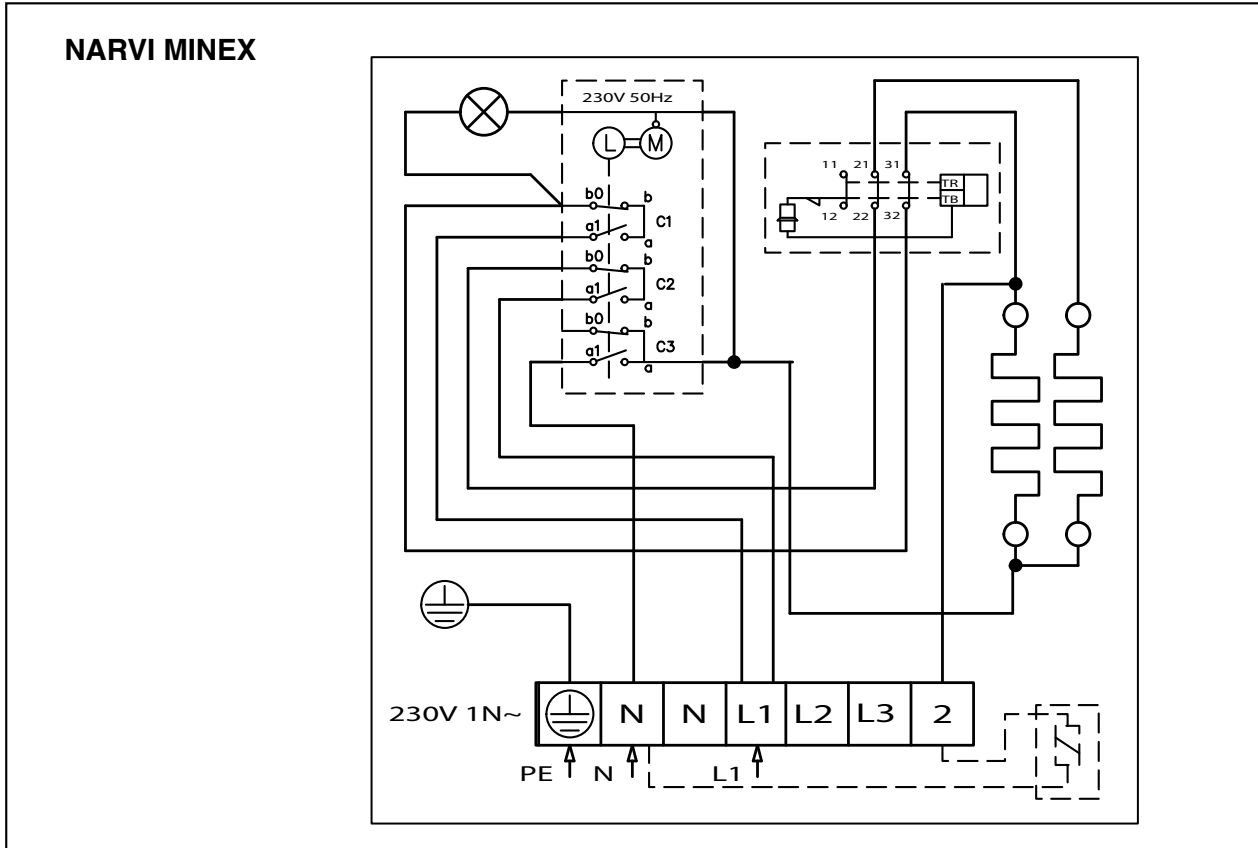 NARVI MINEX
230V 50Hz
L M
11 21 31
TR
TB
12 22 32
b0 b
C1
a1 a
b0 b
C2
a1 a
b0 b
C3
a1 a
230V 1N~ N N L1 L2 L3 2
PE N L1